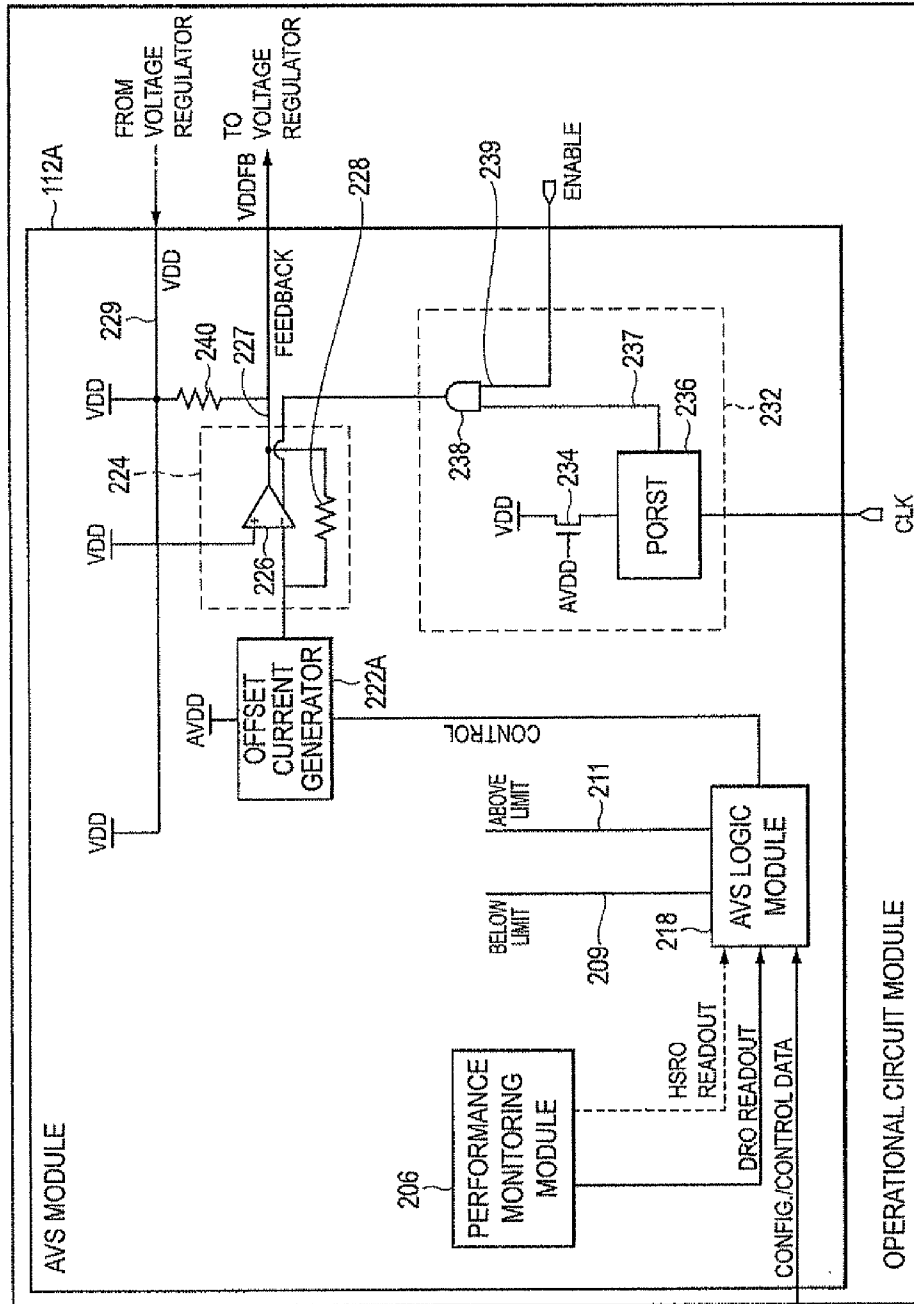 OPERATIONAL CIRCUIT MODULE
AVS MODULE
112A
FROM
VOLTAGE
REGULATOR
TO
VOLTAGE
REGULATOR
VDD
VDD
VDD
VDD
229
240
VDDFB
FEEDBACK
227
228
224
226
AVDD
OFFSET
CURRENT
GENERATOR
222A
CONTROL
ENABLE
239
238
237
232
VDD
234
AVDD
PORST
236
CLK
BELOW
LIMIT
209
ABOVE
LIMIT
211
AVS LOGIC
MODULE
218
PERFORMANCE
MONITORING
MODULE
206
HSRO
READOUT
DRO READOUT
CONFIG./CONTROL DATA